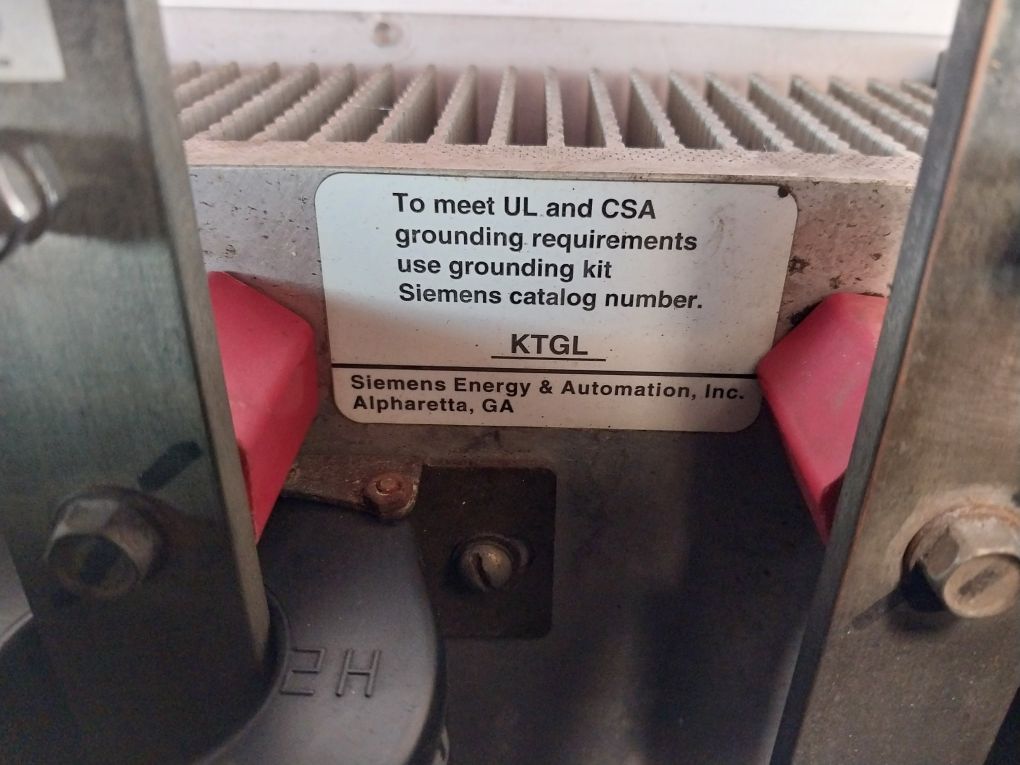 To meet UL and CSA
grounding requirements
use grounding kit
Siemens catalog number.
KTGL
Siemens Energy & Automation, Inc.
Alpharetta, GA
2H